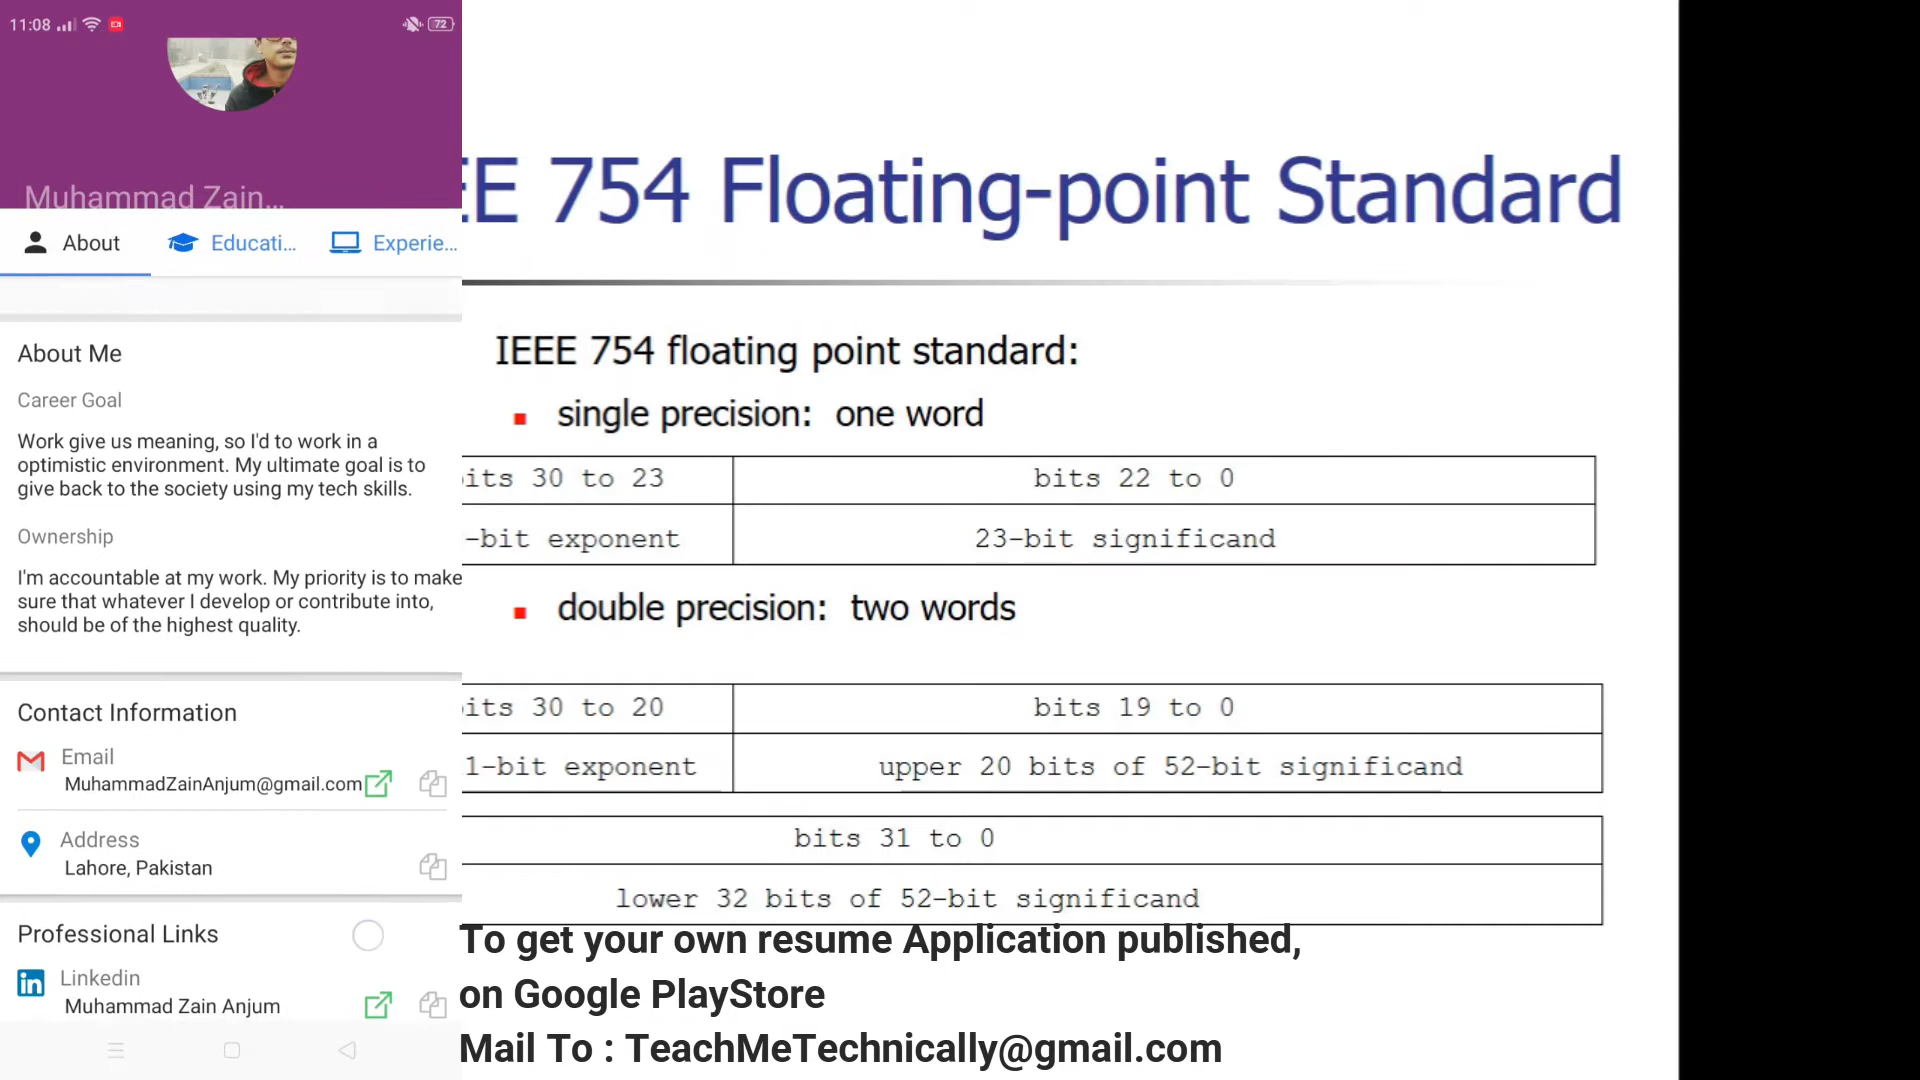 11:08
72
Muhammad Zain...
About
Educati...
Experie...
About Me
Career Goal
Work give us meaning, so I'd to work in a
optimistic environment. My ultimate goal is to
give back to the society using my tech skills.
Ownership
I'm accountable at my work. My priority is to make
sure that whatever I develop or contribute into,
should be of the highest quality.
Contact Information
Email
MuhammadZainAnjum@gmail.com
Address
Lahore, Pakistan
Professional Links
Linkedin
in
Muhammad Zain Anjum
EE 754 Floating-point Standard
IEEE 754 floating point standard:
single precision: one word
bits 30 to 23
bits 22 to 0
-bit exponent
23-bit significand
double precision: two words
bits 30 to 20
bits 19 to 0
1-bit exponent
upper 20 bits of 52-bit significand
bits 31 to 0
lower 32 bits of 52-bit significand
To get your own resume Application published,
on Google PlayStore
Mail To : TeachMeTechnically@gmail.com